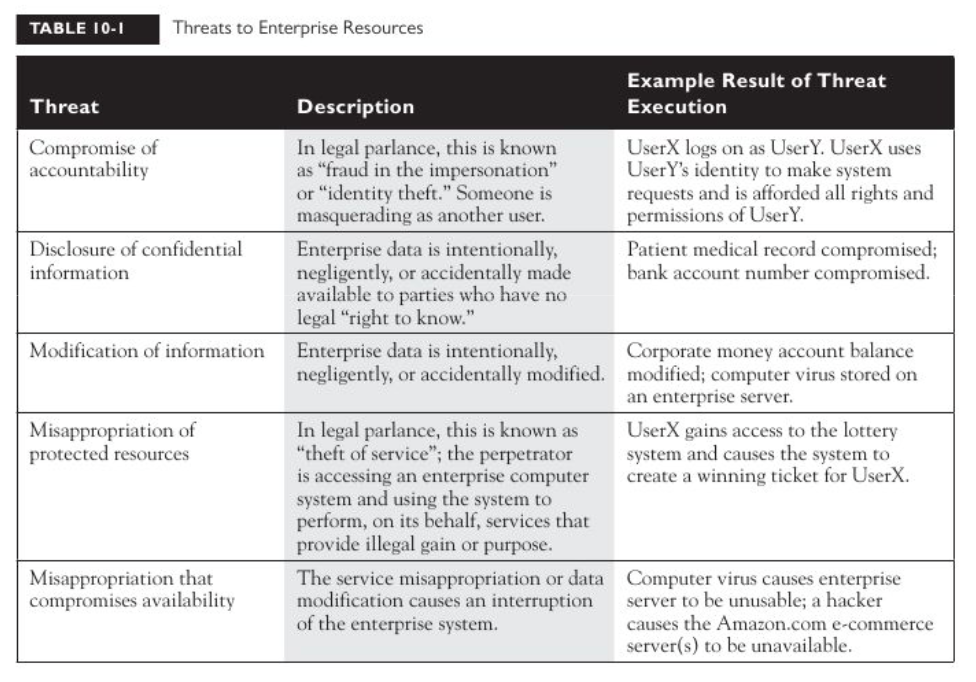 TABLE 10-1 Threats to Enterprise Resources
Threat
Description
Example Result of Threat
Execution
Compromise of
accountability
In legal parlance, this is known
as “fraud in the impersonation”
or “identity theft.” Someone is
masquerading as another user.
UserX logs on as UserY. UserX uses
UserY’s identity to make system
requests and is afforded all rights and
permissions of UserY.
Disclosure of confidential
information
Enterprise data is intentionally,
negligently, or accidentally made
available to parties who have no
legal “right to know.”
Patient medical record compromised;
bank account number compromised.
Modification of information
Enterprise data is intentionally,
negligently, or accidentally modified.
Corporate money account balance
modified; computer virus stored on
an enterprise server.
Misappropriation of
protected resources
In legal parlance, this is known as
“theft of service”; the perpetrator
is accessing an enterprise computer
system and using the system to
perform, on its behalf, services that
provide illegal gain or purpose.
UserX gains access to the lottery
system and causes the system to
create a winning ticket for UserX.
Misappropriation that
compromises availability
The service misappropriation or data
modification causes an interruption
of the enterprise system.
Computer virus causes enterprise
server to be unusable; a hacker
causes the Amazon.com e-commerce
server(s) to be unavailable.